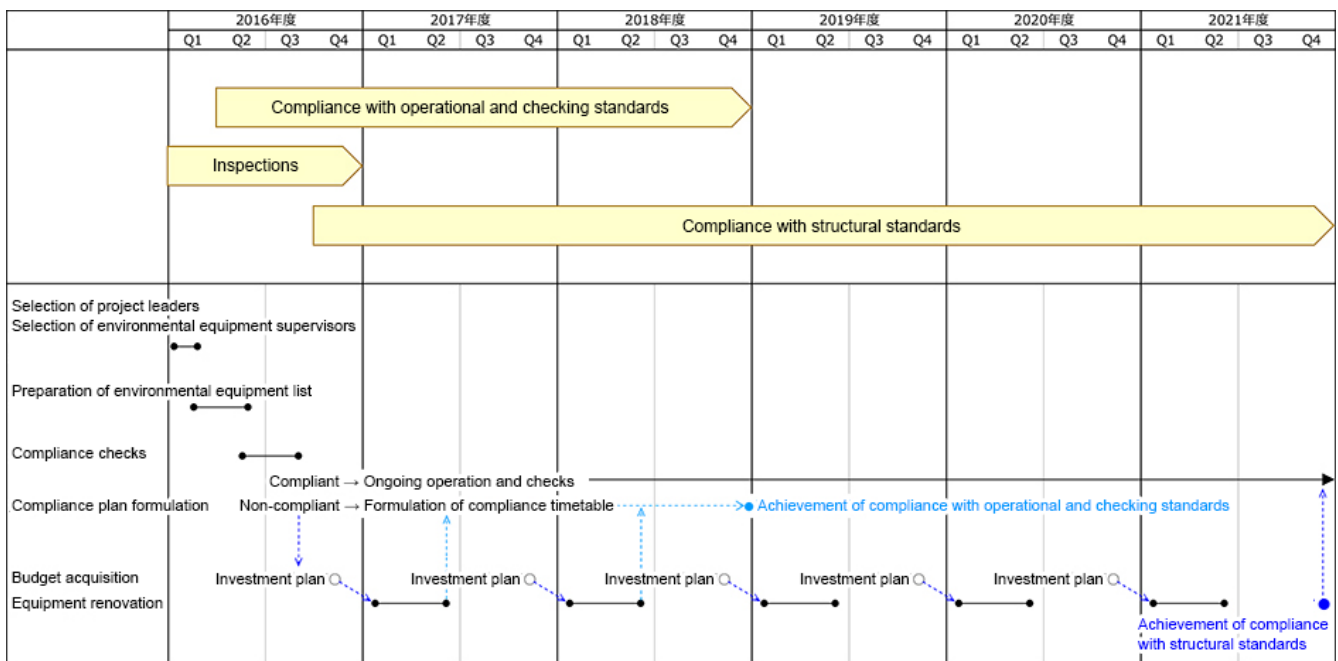 2016年度 2017年度 2018年度 2019年度 2020年度 2021年度
Q1 Q2 Q3 Q4 Q1 Q2 Q3 Q4 Q1 Q2 Q3 Q4 Q1 Q2 Q3 Q4 Q1 Q2 Q3 Q4 Q1 Q2 Q3 Q4
Compliance with operational and checking standards
Inspections
Compliance with structural standards
Selection of project leaders
Selection of environmental equipment supervisors
Preparation of environmental equipment list
Compliance checks
Compliant → Ongoing operation and checks
Compliance plan formulation Non-compliant → Formulation of compliance timetable Achievement of compliance with operational and checking standards
Budget acquisition Investment plan Investment plan Investment plan Investment plan Investment plan
Equipment renovation
Achievement of compliance
with structural standards